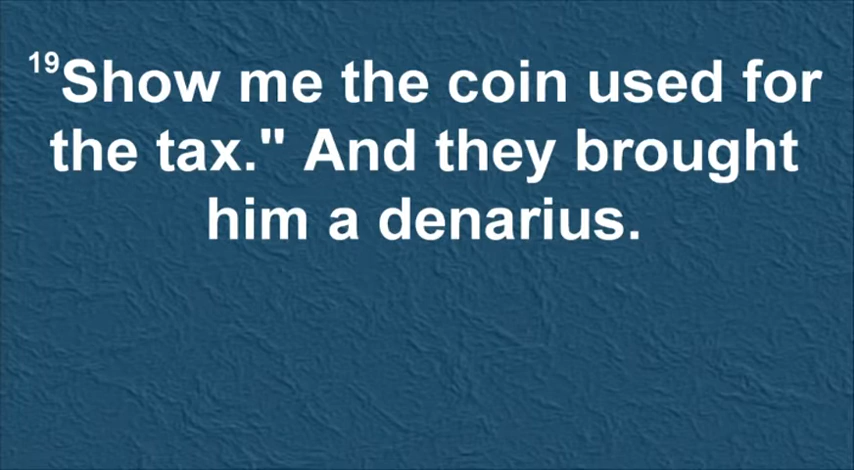 19Show me the coin used for
the tax." And they brought
him a denarius.